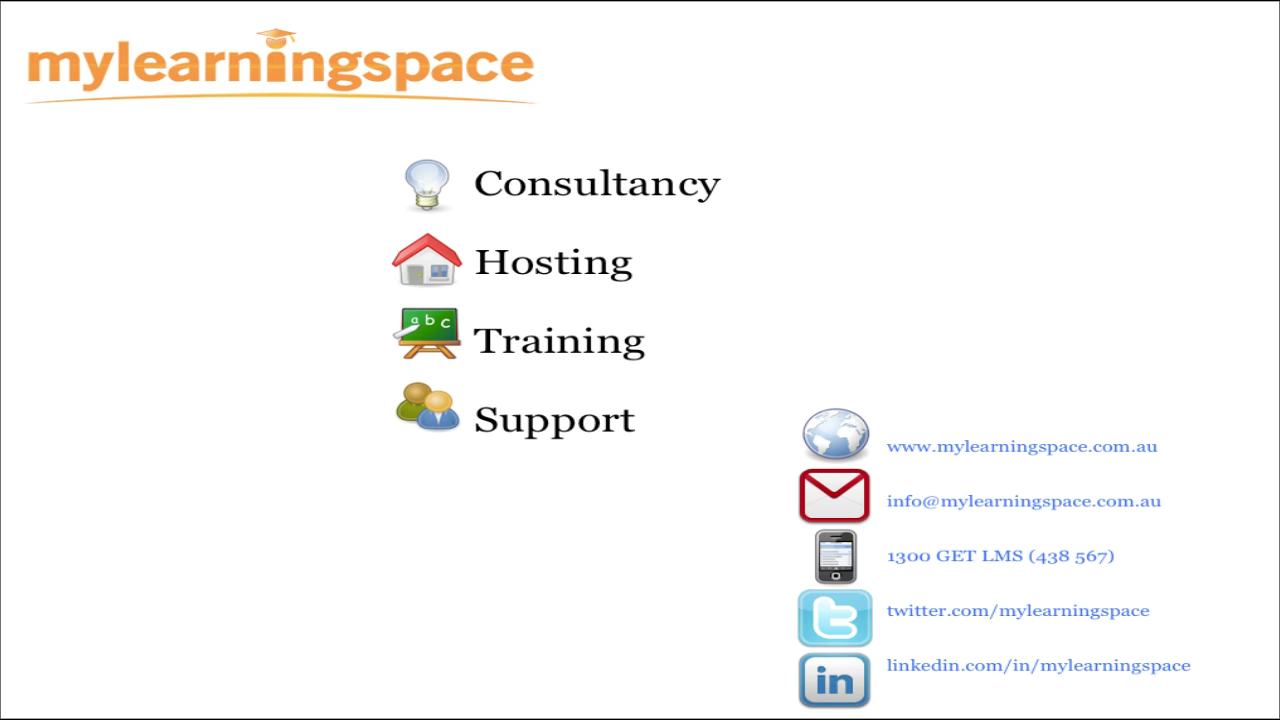 mylearningspace
Consultancy
Hosting
a b c
Training
Support
www.mylearningspace.com.au
info@mylearningspace.com.au
1300 GET LMS (438 567)
t
twitter.com/mylearningspace
linkedin.com/in/mylearningspace
in